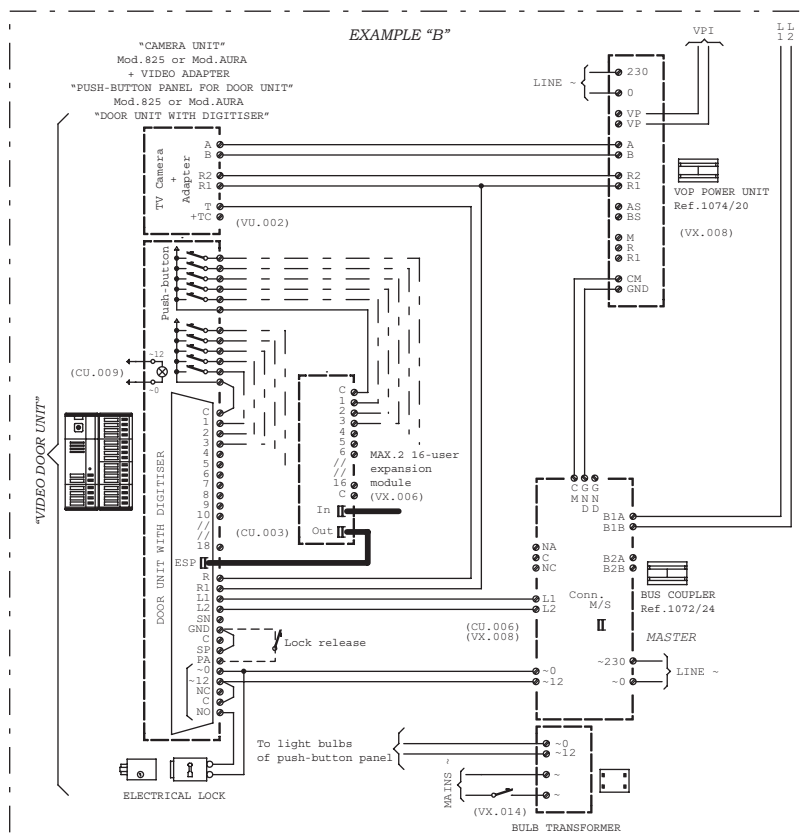 EXAMPLE “B”
VPI
L L
1 2
“CAMERA UNIT”
Mod.825 or Mod.AURA
+ VIDEO ADAPTER
“PUSH-BUTTON PANEL FOR DOOR UNIT”
Mod.825 or Mod.AURA
“DOOR UNIT WITH DIGITISER”
LINE ~
230
0
VP
VP
A
B
R2
R1
AS
BS
M
R
R1
CM
GND
VOP POWER UNIT
Ref.1074/20
(VX.008)
TV Camera
+
Adapter
A
B
R2
R1
T
+TC
(VU.002)
Push-button
~12
(CU.009)
~0
“VIDEO DOOR UNIT”
DOOR UNIT WITH DIGITISER
C
1
2
3
4
5
6
7
8
9
10
//
//
18
ESP
R
R1
L1
L2
SN
GND
C
SP
PA
~0
~12
NC
C
NO
(CU.003)
C
1
2
3
4
5
6
//
//
16
C
In
Out
MAX.2 16-user
expansion
module
(VX.006)
Lock release
C G G
M N N
D D
B1A
B1B
NA
C
NC
B2A
B2B
L1
L2
Conn.
M/S
BUS COUPLER
Ref.1072/24
(CU.006)
(VX.008)
MASTER
~230
~0
LINE ~
~0
~12
To light bulbs
of push-button panel
~0
~12
~
~
MAINS ~
(VX.014)
ELECTRICAL LOCK
BULB TRANSFORMER